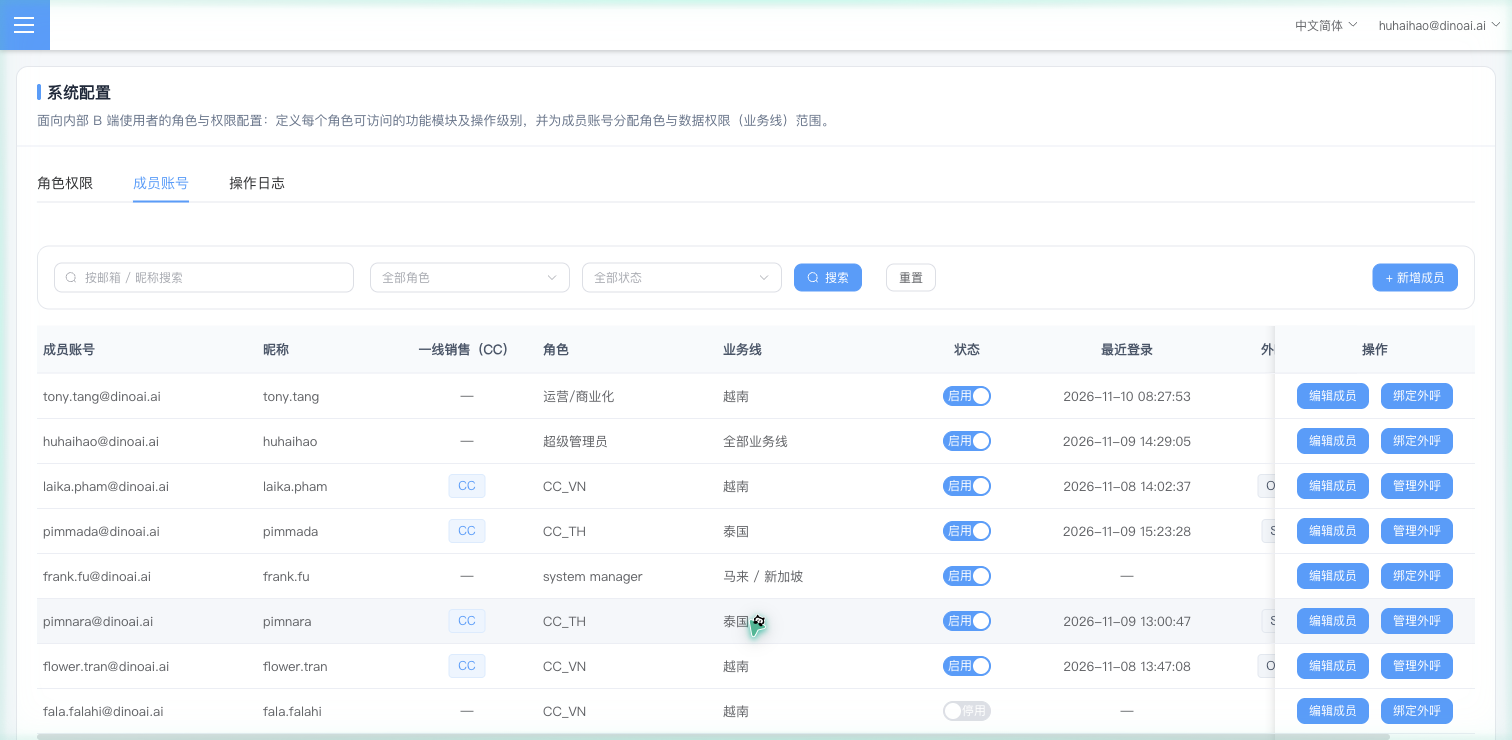 中文简体 huhaihao@dinoai.ai
系统配置
面向内部 B 端使用者的角色与权限配置：定义每个角色可访问的功能模块及操作级别，并为成员账号分配角色与数据权限（业务线）范围。
角色权限 成员账号 操作日志
按邮箱 / 昵称搜索 全部角色 全部状态 搜索 重置 + 新增成员
成员账号 昵称 一线销售（CC） 角色 业务线 状态 最近登录 外 操作
tony.tang@dinoai.ai tony.tang — 运营/商业化 越南 启用 2026-11-10 08:27:53 编辑成员 绑定外呼
huhaihao@dinoai.ai huhaihao — 超级管理员 全部业务线 启用 2026-11-09 14:29:05 编辑成员 绑定外呼
laika.pham@dinoai.ai laika.pham CC CC_VN 越南 启用 2026-11-08 14:02:37 O 编辑成员 管理外呼
pimmada@dinoai.ai pimmada CC CC_TH 泰国 启用 2026-11-09 15:23:28 S 编辑成员 管理外呼
frank.fu@dinoai.ai frank.fu — system manager 马来 / 新加坡 启用 — 编辑成员 绑定外呼
pimnara@dinoai.ai pimnara CC CC_TH 泰国 启用 2026-11-09 13:00:47 S 编辑成员 管理外呼
flower.tran@dinoai.ai flower.tran CC CC_VN 越南 启用 2026-11-08 13:47:08 O 编辑成员 管理外呼
fala.falahi@dinoai.ai fala.falahi — CC_VN 越南 停用 — 编辑成员 绑定外呼